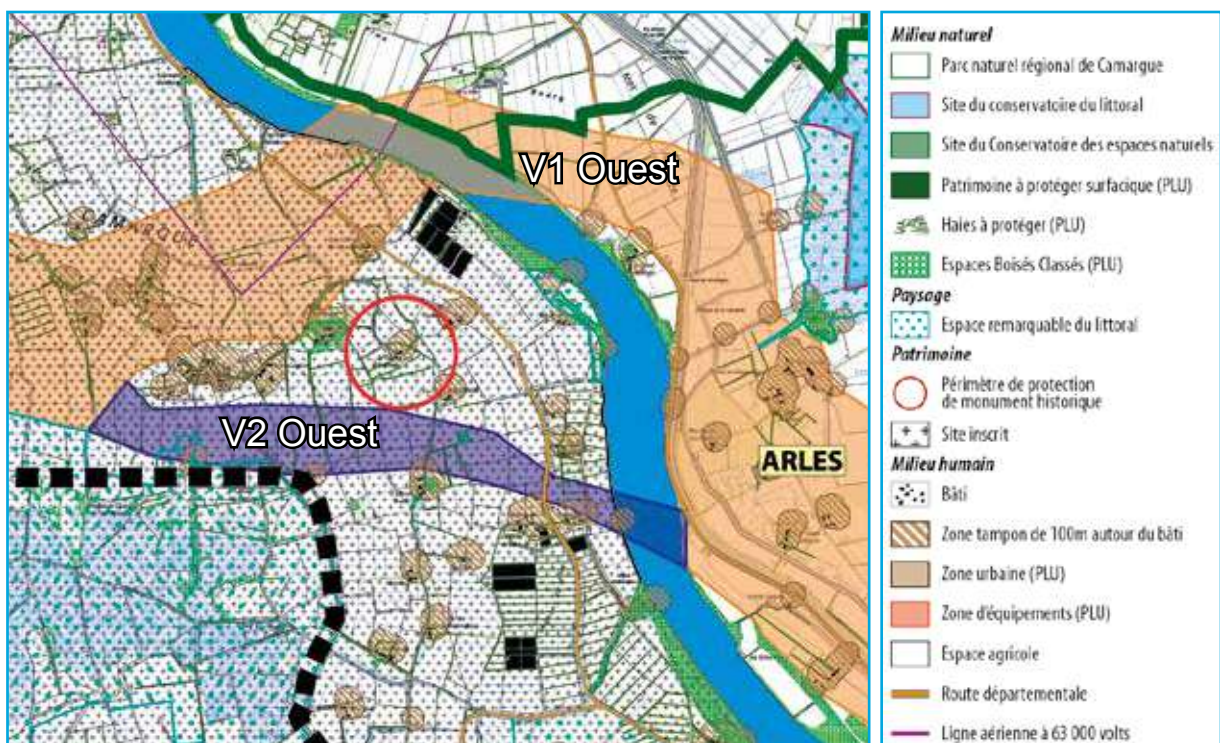 V1 Ouest
CAMARGUE
V2 Ouest
ARLES
Milieu naturel
Parc naturel régional de Camargue
Site du conservatoire du littoral
Site du Conservatoire des espaces naturels
Patrimoine à protéger surfacique (PLU)
Haies à protéger (PLU)
Espaces Boisés Classés (PLU)
Paysage
Espace remarquable du littoral
Patrimoine
Périmètre de protection
de monument historique
Site inscrit
Milieu humain
Bâti
Zone tampon de 100m autour du bâti
Zone urbaine (PLU)
Zone d'équipements (PLU)
Espace agricole
Route départementale
Ligne aérienne à 63 000 volts